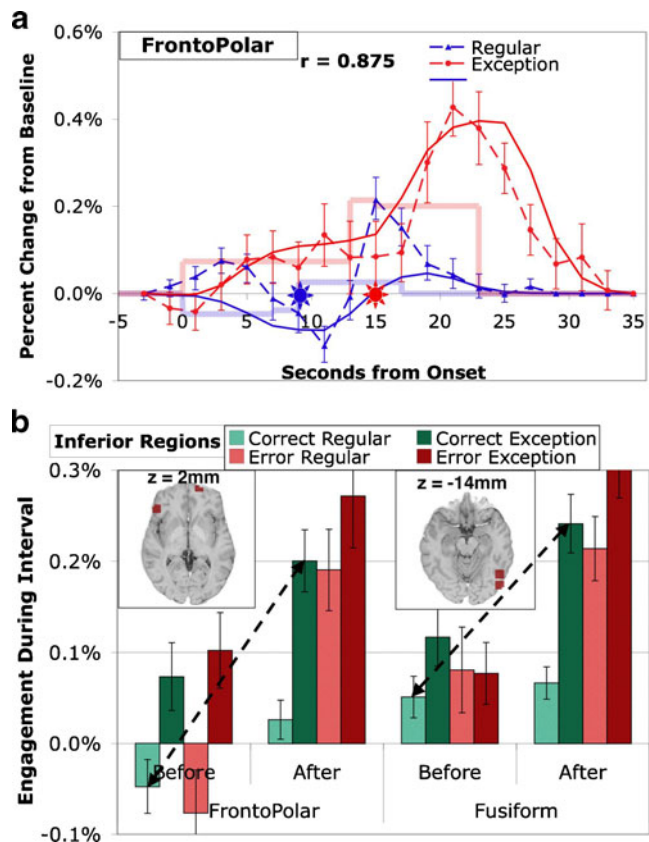 a
0.6%
FrontoPolar
r = 0.875
Regular
Exception
0.4%
0.2%
0.0%
-0.2%
Percent Change from Baseline
-5 0 5 10 15 20 25 30 35
Seconds from Onset
b
Inferior Regions
Correct Regular
Correct Exception
Error Regular
Error Exception
0.3%
z = 2mm
z = -14mm
0.2%
0.1%
0.0%
-0.1%
Engagement During Interval
Before After Before After
FrontoPolar Fusiform